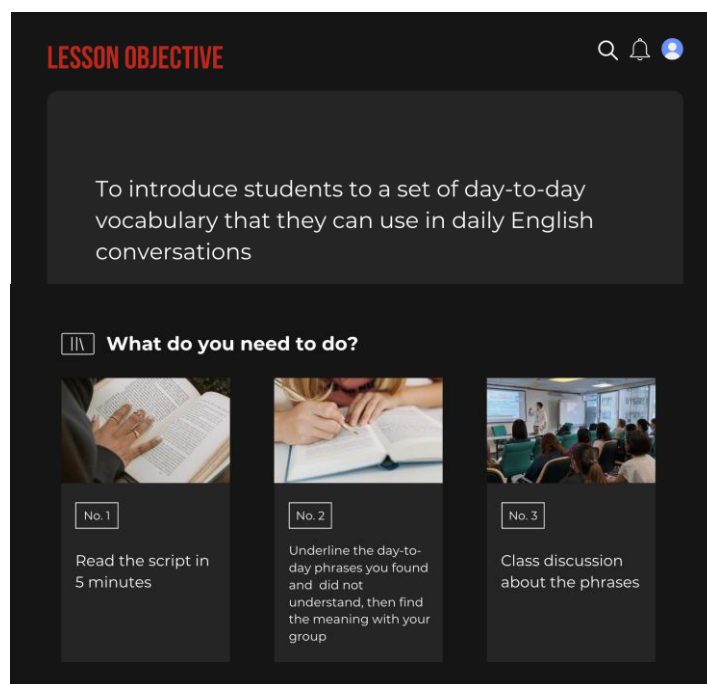 LESSON OBJECTIVE
To introduce students to a set of day-to-day
vocabulary that they can use in daily English
conversations
What do you need to do?
No. 1
Read the script in
5 minutes
No. 2
Underline the day-to-
day phrases you found
and did not
understand, then find
the meaning with your
group
No. 3
Class discussion
about the phrases